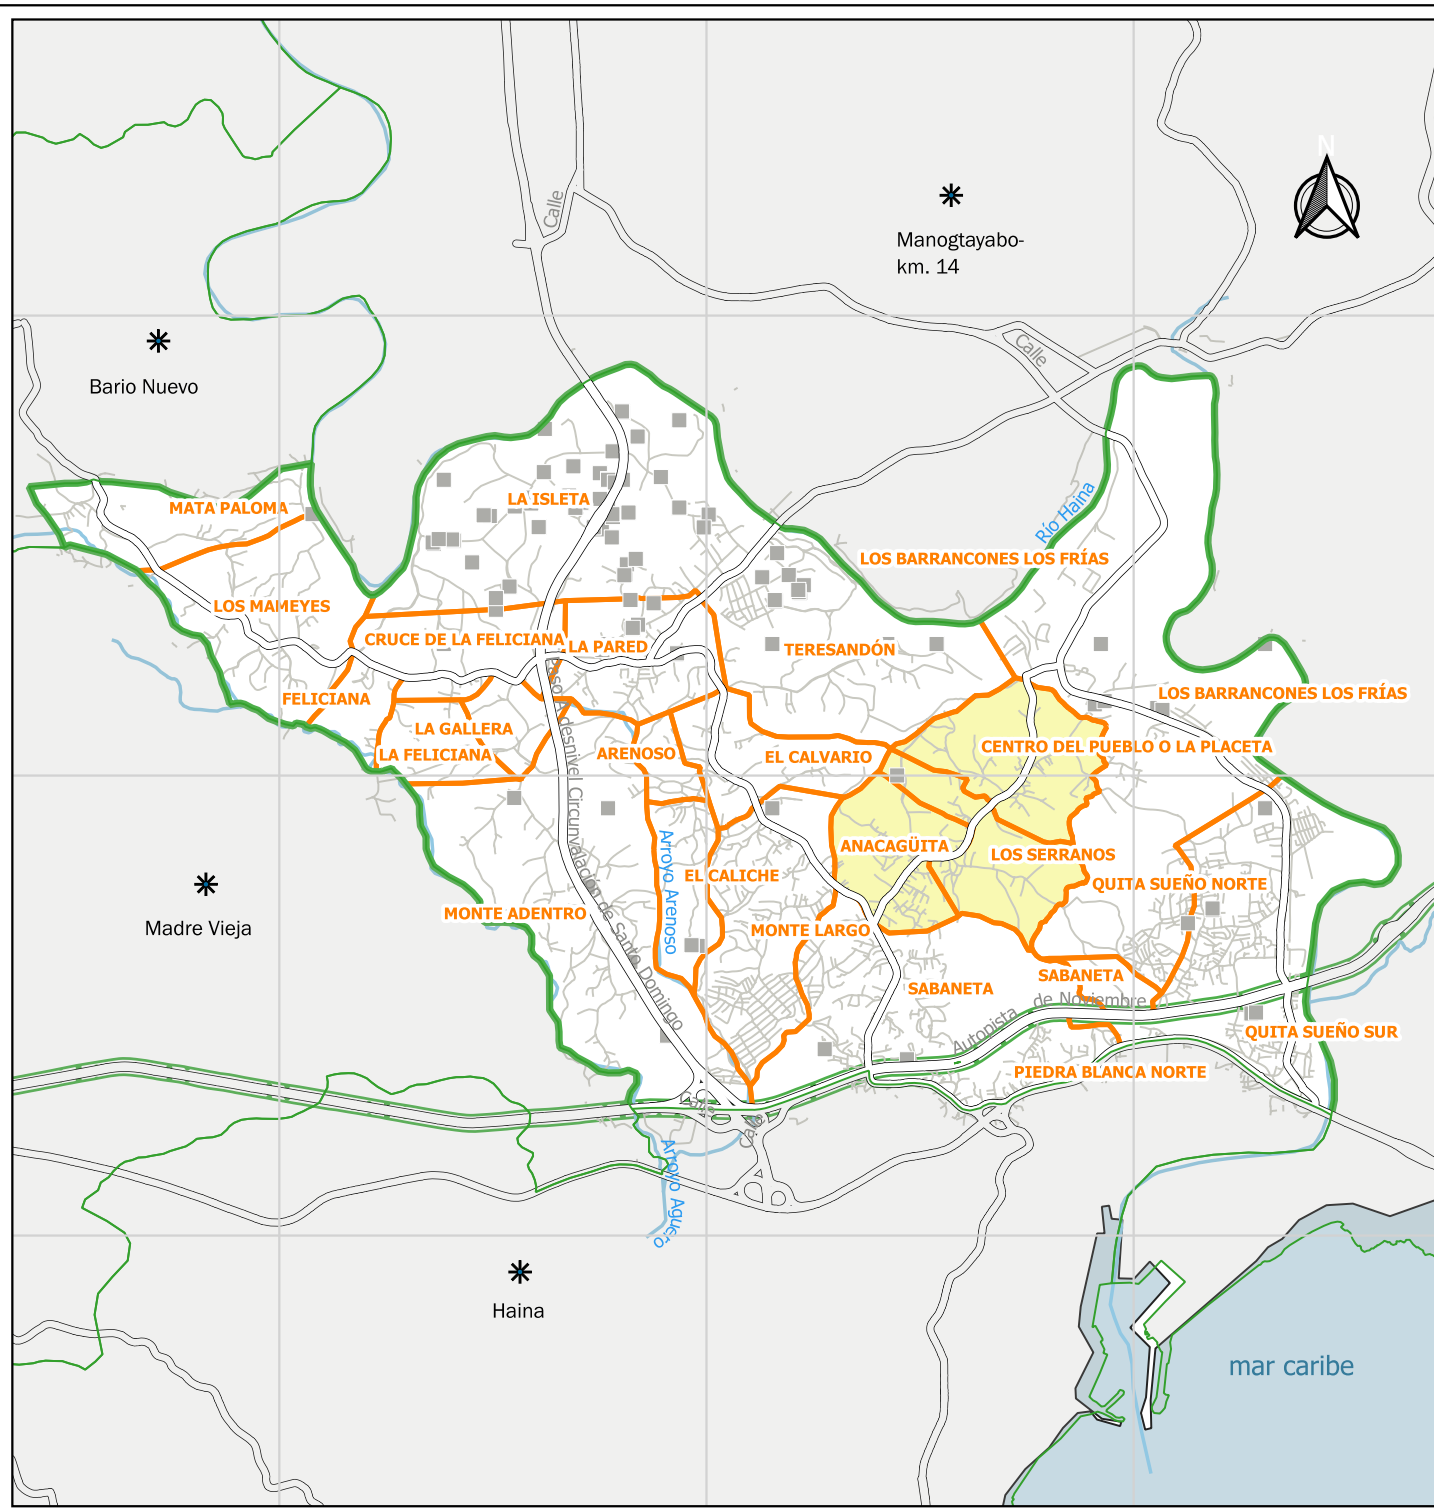 N
Calle
Manogtayabo-
km. 14
Calle
Bario Nuevo
Río Haina
LA ISLETA
MATA PALOMA
LOS BARRANCONES LOS FRÍAS
LOS MAMEYES
CRUCE DE LA FELICIANA
LA PARED
TERESANDÓN
FELICIANA
LOS BARRANCONES LOS FRÍAS
LA GALLERA
LA FELICIANA
ARENOSO
EL CALVARIO
CENTRO DEL PUEBLO O LA PLACETA
desnivel Circunvalación de Santo Domingo
Arroyo Arenoso
ANACAGÜITA
LOS SERRANOS
EL CALICHE
QUITA SUEÑO NORTE
Madre Vieja
MONTE ADENTRO
MONTE LARGO
SABANETA
SABANETA
Autopista
de Noviembre
QUITA SUEÑO SUR
PIEDRA BLANCA NORTE
Calle
Calle
Arroyo Aguero
Haina
mar caribe